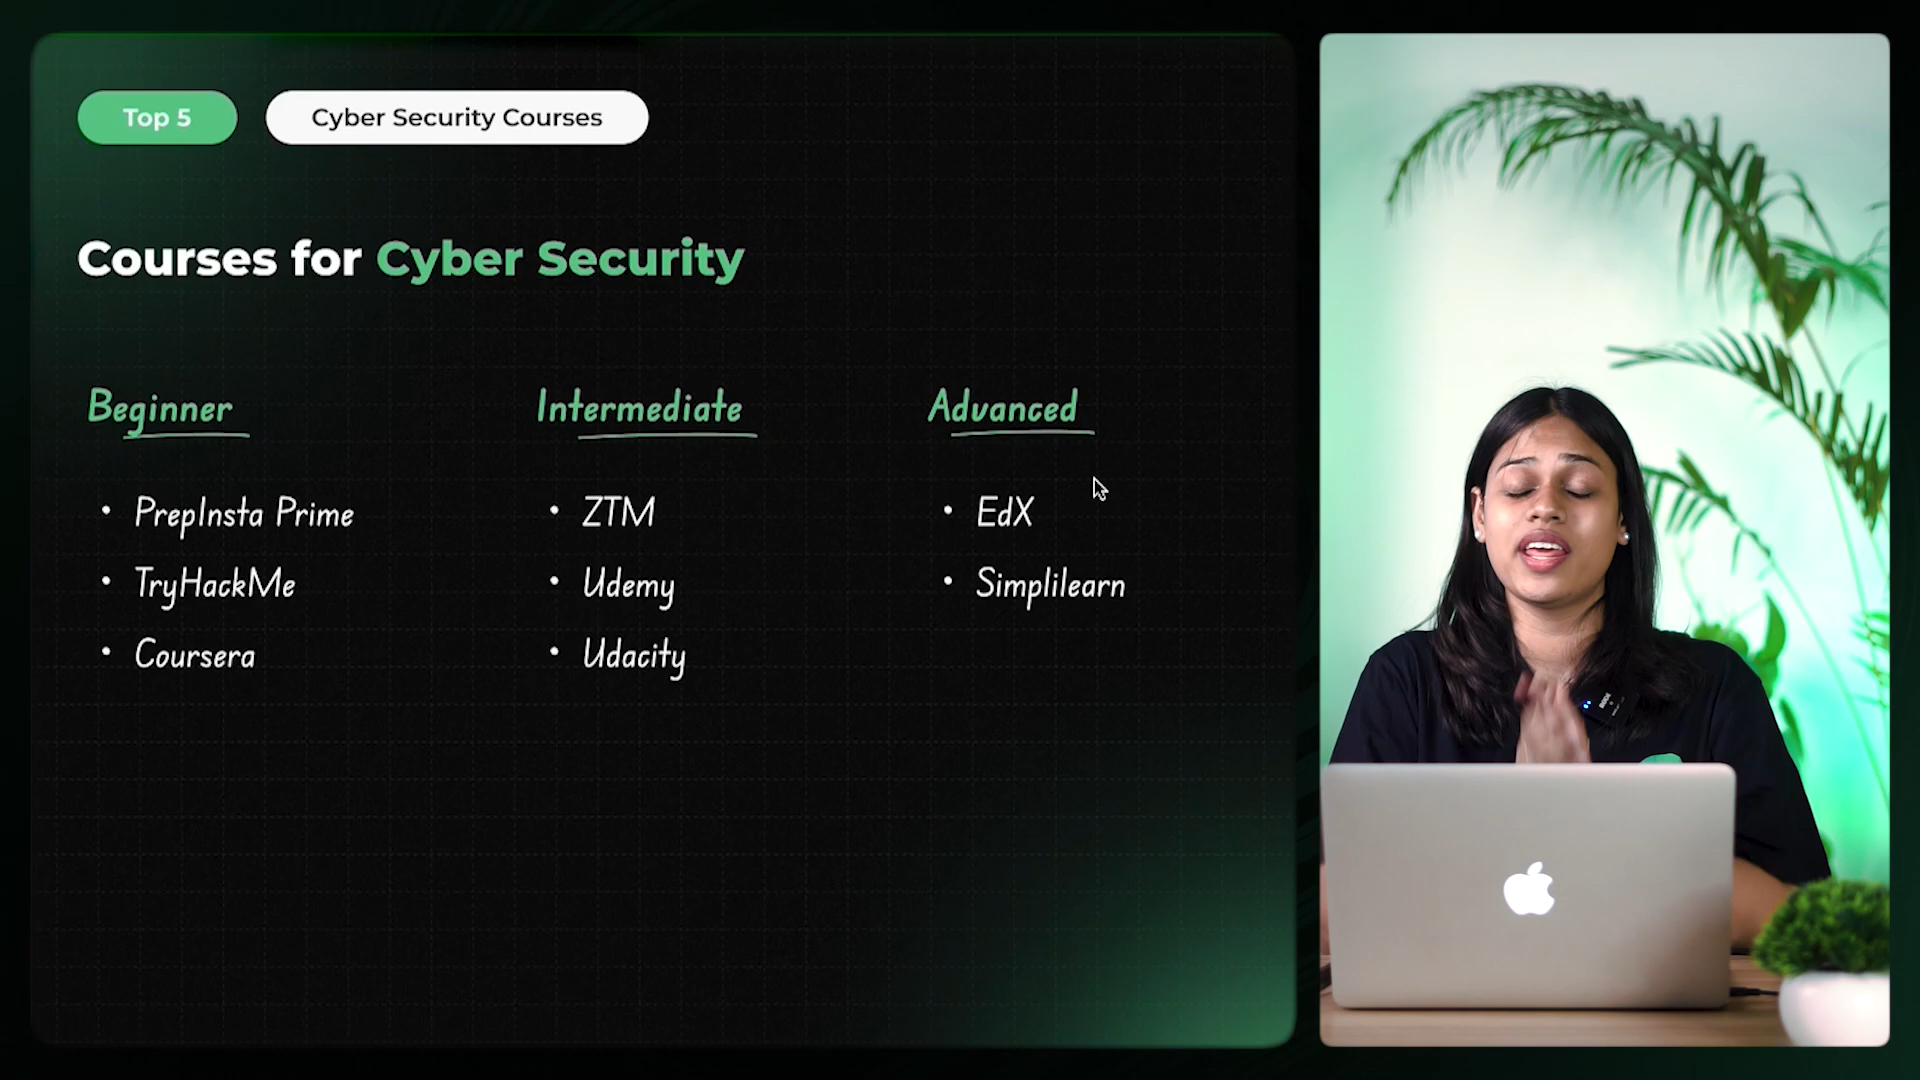 Top 5
Cyber Security Courses
Courses for Cyber Security
Beginner
PrepInsta Prime
TryHackMe
Coursera
Intermediate
ZTM
Udemy
Udacity
Advanced
EdX
Simplilearn